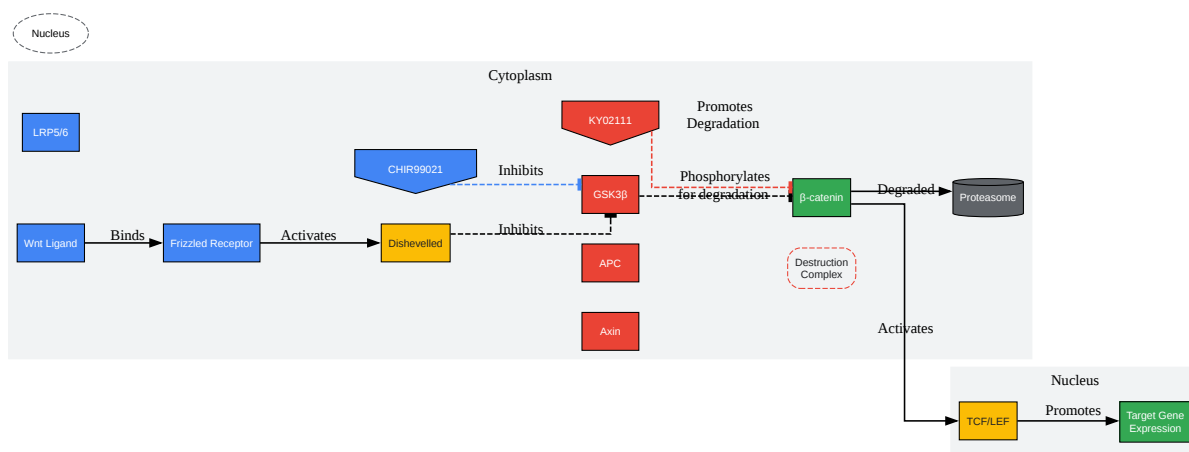 Nucleus
Cytoplasm
LRP5/6
KY02111
Promotes
Degradation
CHIR99021
Inhibits
GSK3β
Phosphorylates
for degradation
β-catenin
Degraded
Proteasome
Wnt Ligand
Binds
Frizzled Receptor
Activates
Dishevelled
Inhibits
APC
Destruction
Complex
Axin
Activates
Nucleus
TCF/LEF
Promotes
Target Gene
Expression